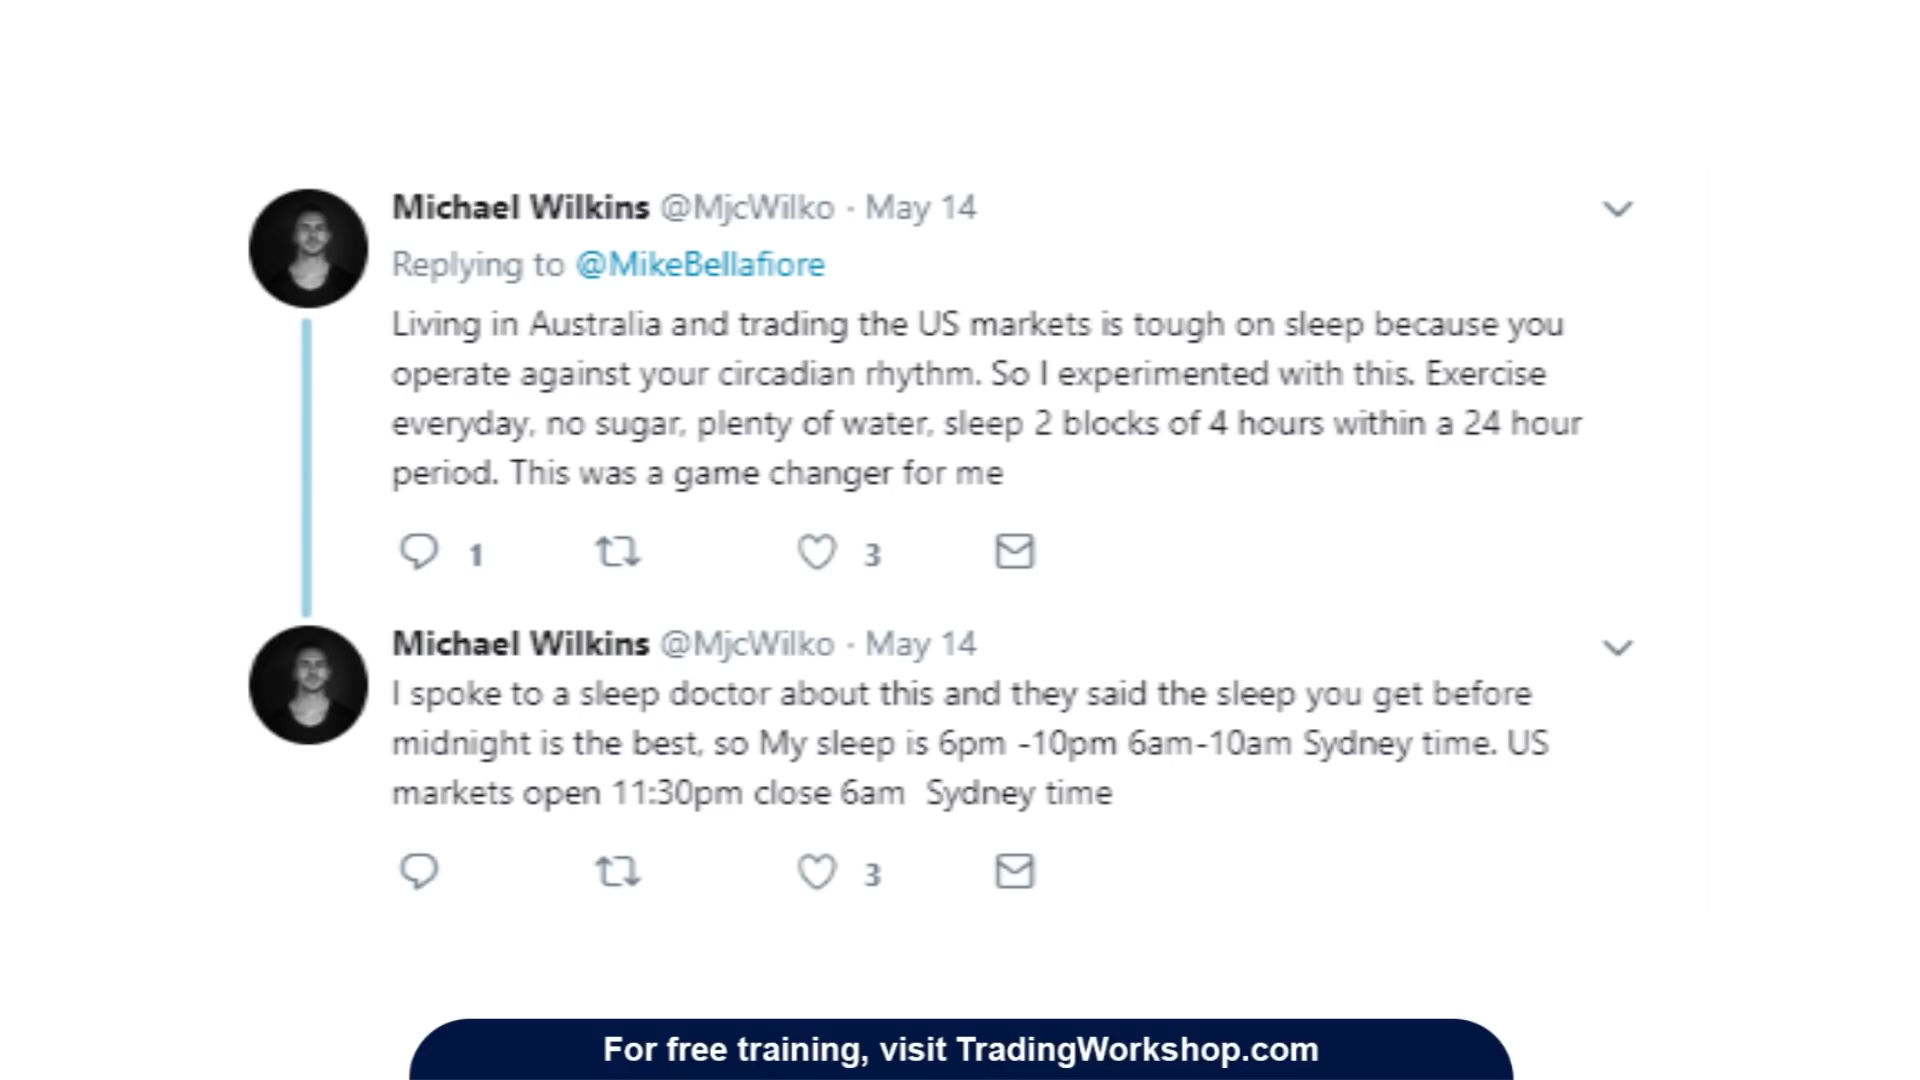 Michael Wilkins @MjcWilko · May 14
Replying to @MikeBellafiore
Living in Australia and trading the US markets is tough on sleep because you
operate against your circadian rhythm. So I experimented with this. Exercise
everyday, no sugar, plenty of water, sleep 2 blocks of 4 hours within a 24 hour
period. This was a game changer for me
1 3
Michael Wilkins @MjcWilko · May 14
I spoke to a sleep doctor about this and they said the sleep you get before
midnight is the best, so My sleep is 6pm -10pm 6am-10am Sydney time. US
markets open 11:30pm close 6am  Sydney time
3
For free training, visit TradingWorkshop.com